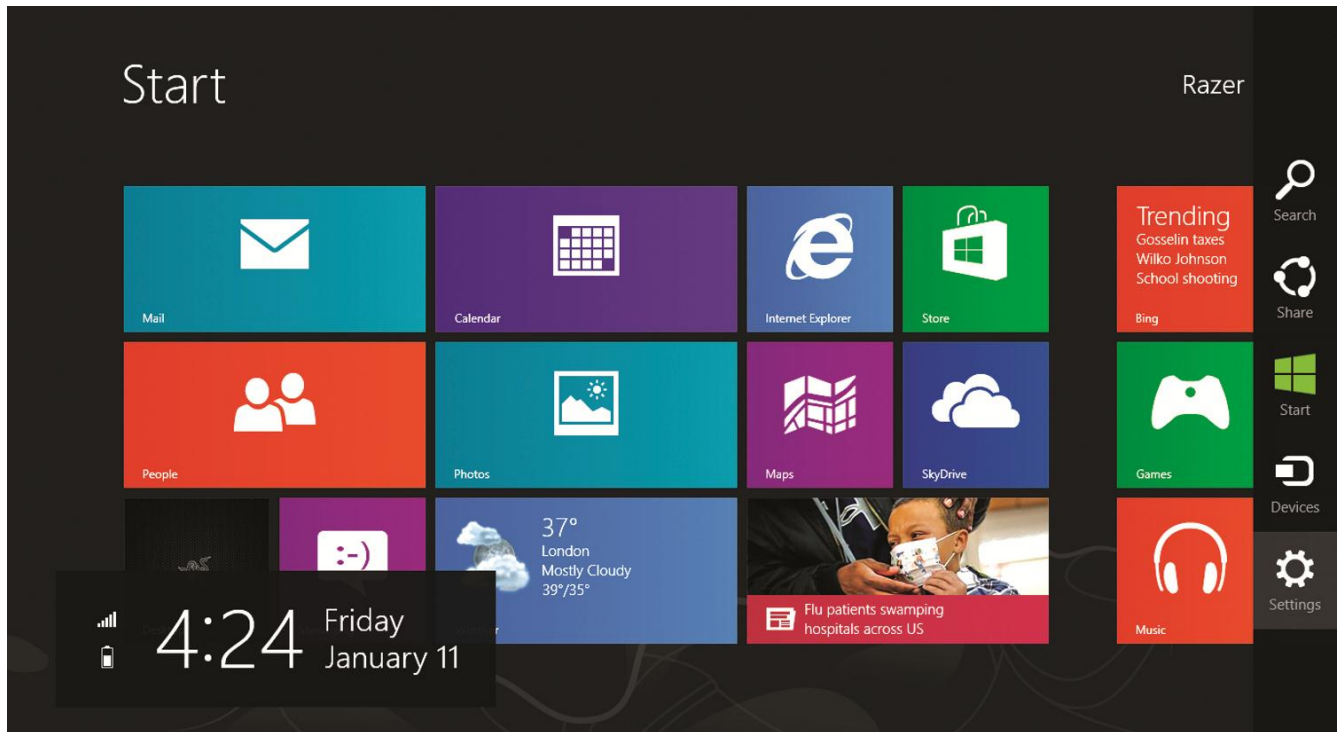 Start
Razer
Mail
Calendar
Internet Explorer
Store
Trending
Gosselin taxes
Wilko Johnson
School shooting
Bing
People
Photos
Maps
SkyDrive
Games
:-)
37°
London
Mostly Cloudy
39°/35°
Flu patients swamping
hospitals across US
Music
4:24
Friday
January 11
Search
Share
Start
Devices
Settings